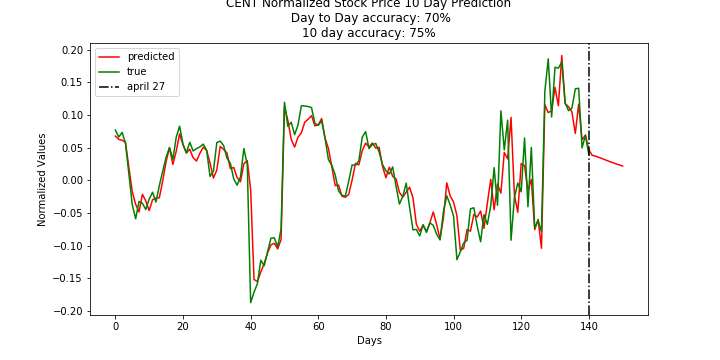 CENT Normalized Stock Price 10 Day Prediction
Day to Day accuracy: 70%
10 day accuracy: 75%
predicted
true
april 27
0.20
0.15
0.10
0.05
0.00
−0.05
−0.10
−0.15
−0.20
Normalized Values
0 20 40 60 80 100 120 140
Days